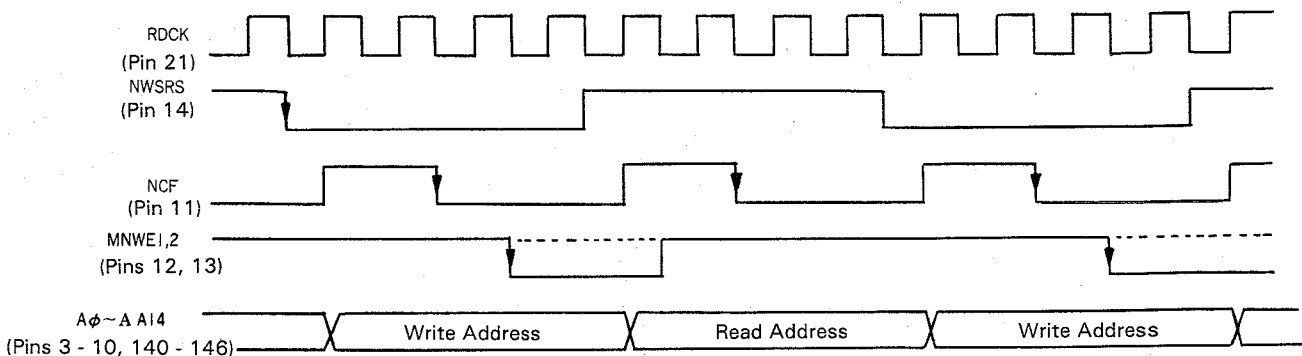 RDCK
(Pin 21)
NWSRS
(Pin 14)
NCF
(Pin 11)
MNWE1,2
(Pins 12, 13)
Aϕ~A A14
(Pins 3 - 10, 140 - 146)
Write Address
Read Address
Write Address